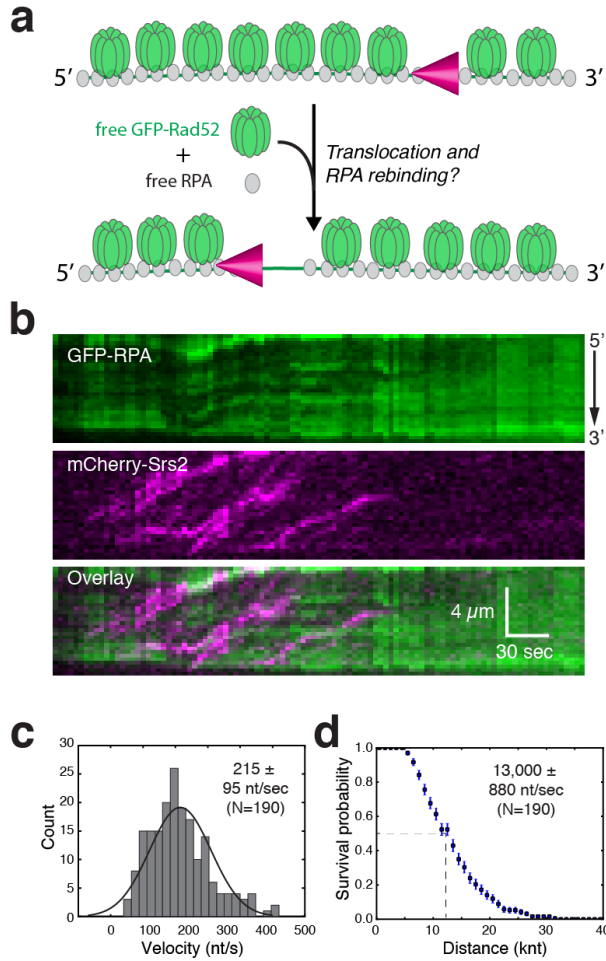 a
5’
3’
free GFP-Rad52
+
free RPA
Translocation and
RPA rebinding?
5’
3’
b
GFP-RPA
5’
3’
mCherry-Srs2
Overlay
4 µm
30 sec
c
30
25
20
15
10
5
0
Count
215 ±
95 nt/sec
(N=190)
0 100 200 300 400 500
Velocity (nt/s)
d
1.0
0.8
0.6
0.4
0.2
0.0
Survival probability
13,000 ±
880 nt/sec
(N=190)
0 10 20 30 40
Distance (knt)